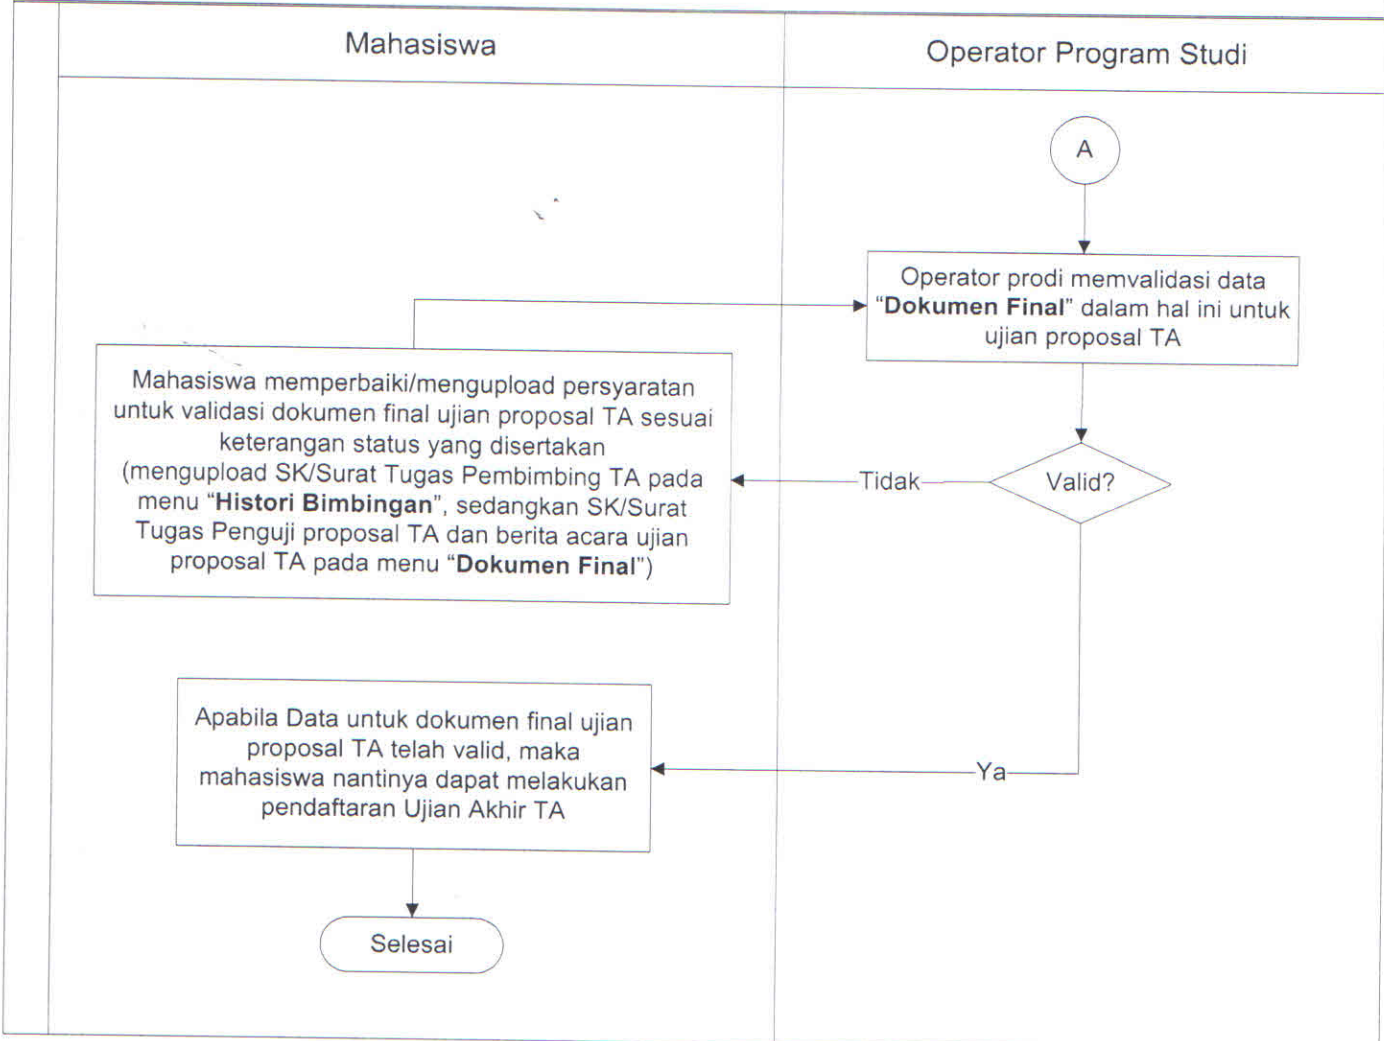 Mahasiswa
Operator Program Studi
A
Operator prodi memvalidasi data
“Dokumen Final” dalam hal ini untuk
ujian proposal TA
Mahasiswa memperbaiki/mengupload persyaratan
untuk validasi dokumen final ujian proposal TA sesuai
keterangan status yang disertakan
(mengupload SK/Surat Tugas Pembimbing TA pada
menu “Histori Bimbingan”, sedangkan SK/Surat
Tugas Penguji proposal TA dan berita acara ujian
proposal TA pada menu “Dokumen Final”)
Tidak
Valid?
Apabila Data untuk dokumen final ujian
proposal TA telah valid, maka
mahasiswa nantinya dapat melakukan
pendaftaran Ujian Akhir TA
Ya
Selesai